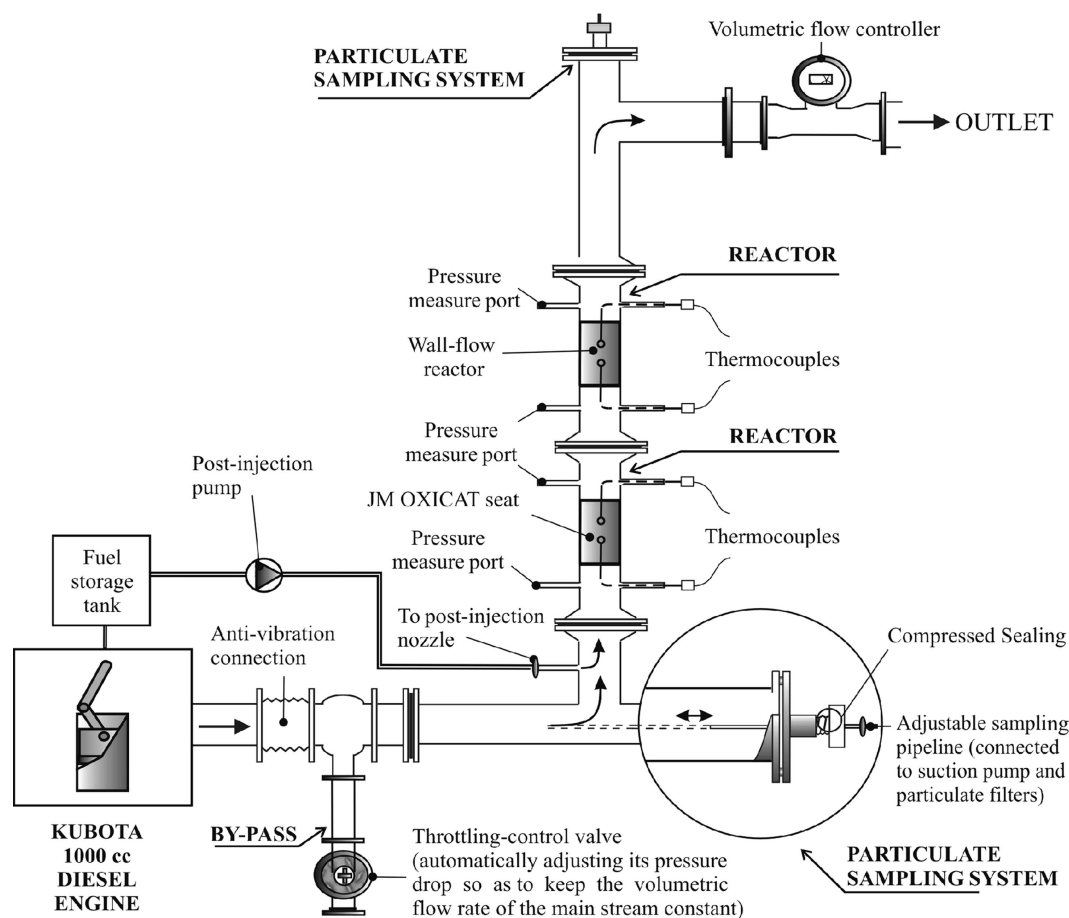 Volumetric flow controller
PARTICULATE
SAMPLING SYSTEM
OUTLET
REACTOR
Pressure
measure port
Wall-flow
reactor
Thermocouples
Pressure
measure port
REACTOR
Post-injection
pump
JM OXICAT seat
Pressure
measure port
Thermocouples
Fuel
storage
tank
To post-injection
nozzle
Anti-vibration
connection
Compressed Sealing
Adjustable sampling
pipeline (connected
to suction pump and
particulate filters)
BY-PASS
KUBOTA
1000 cc
DIESEL
ENGINE
Throttling-control valve
(automatically adjusting its pressure
drop so as to keep the volumetric
flow rate of the main stream constant)
PARTICULATE
SAMPLING SYSTEM